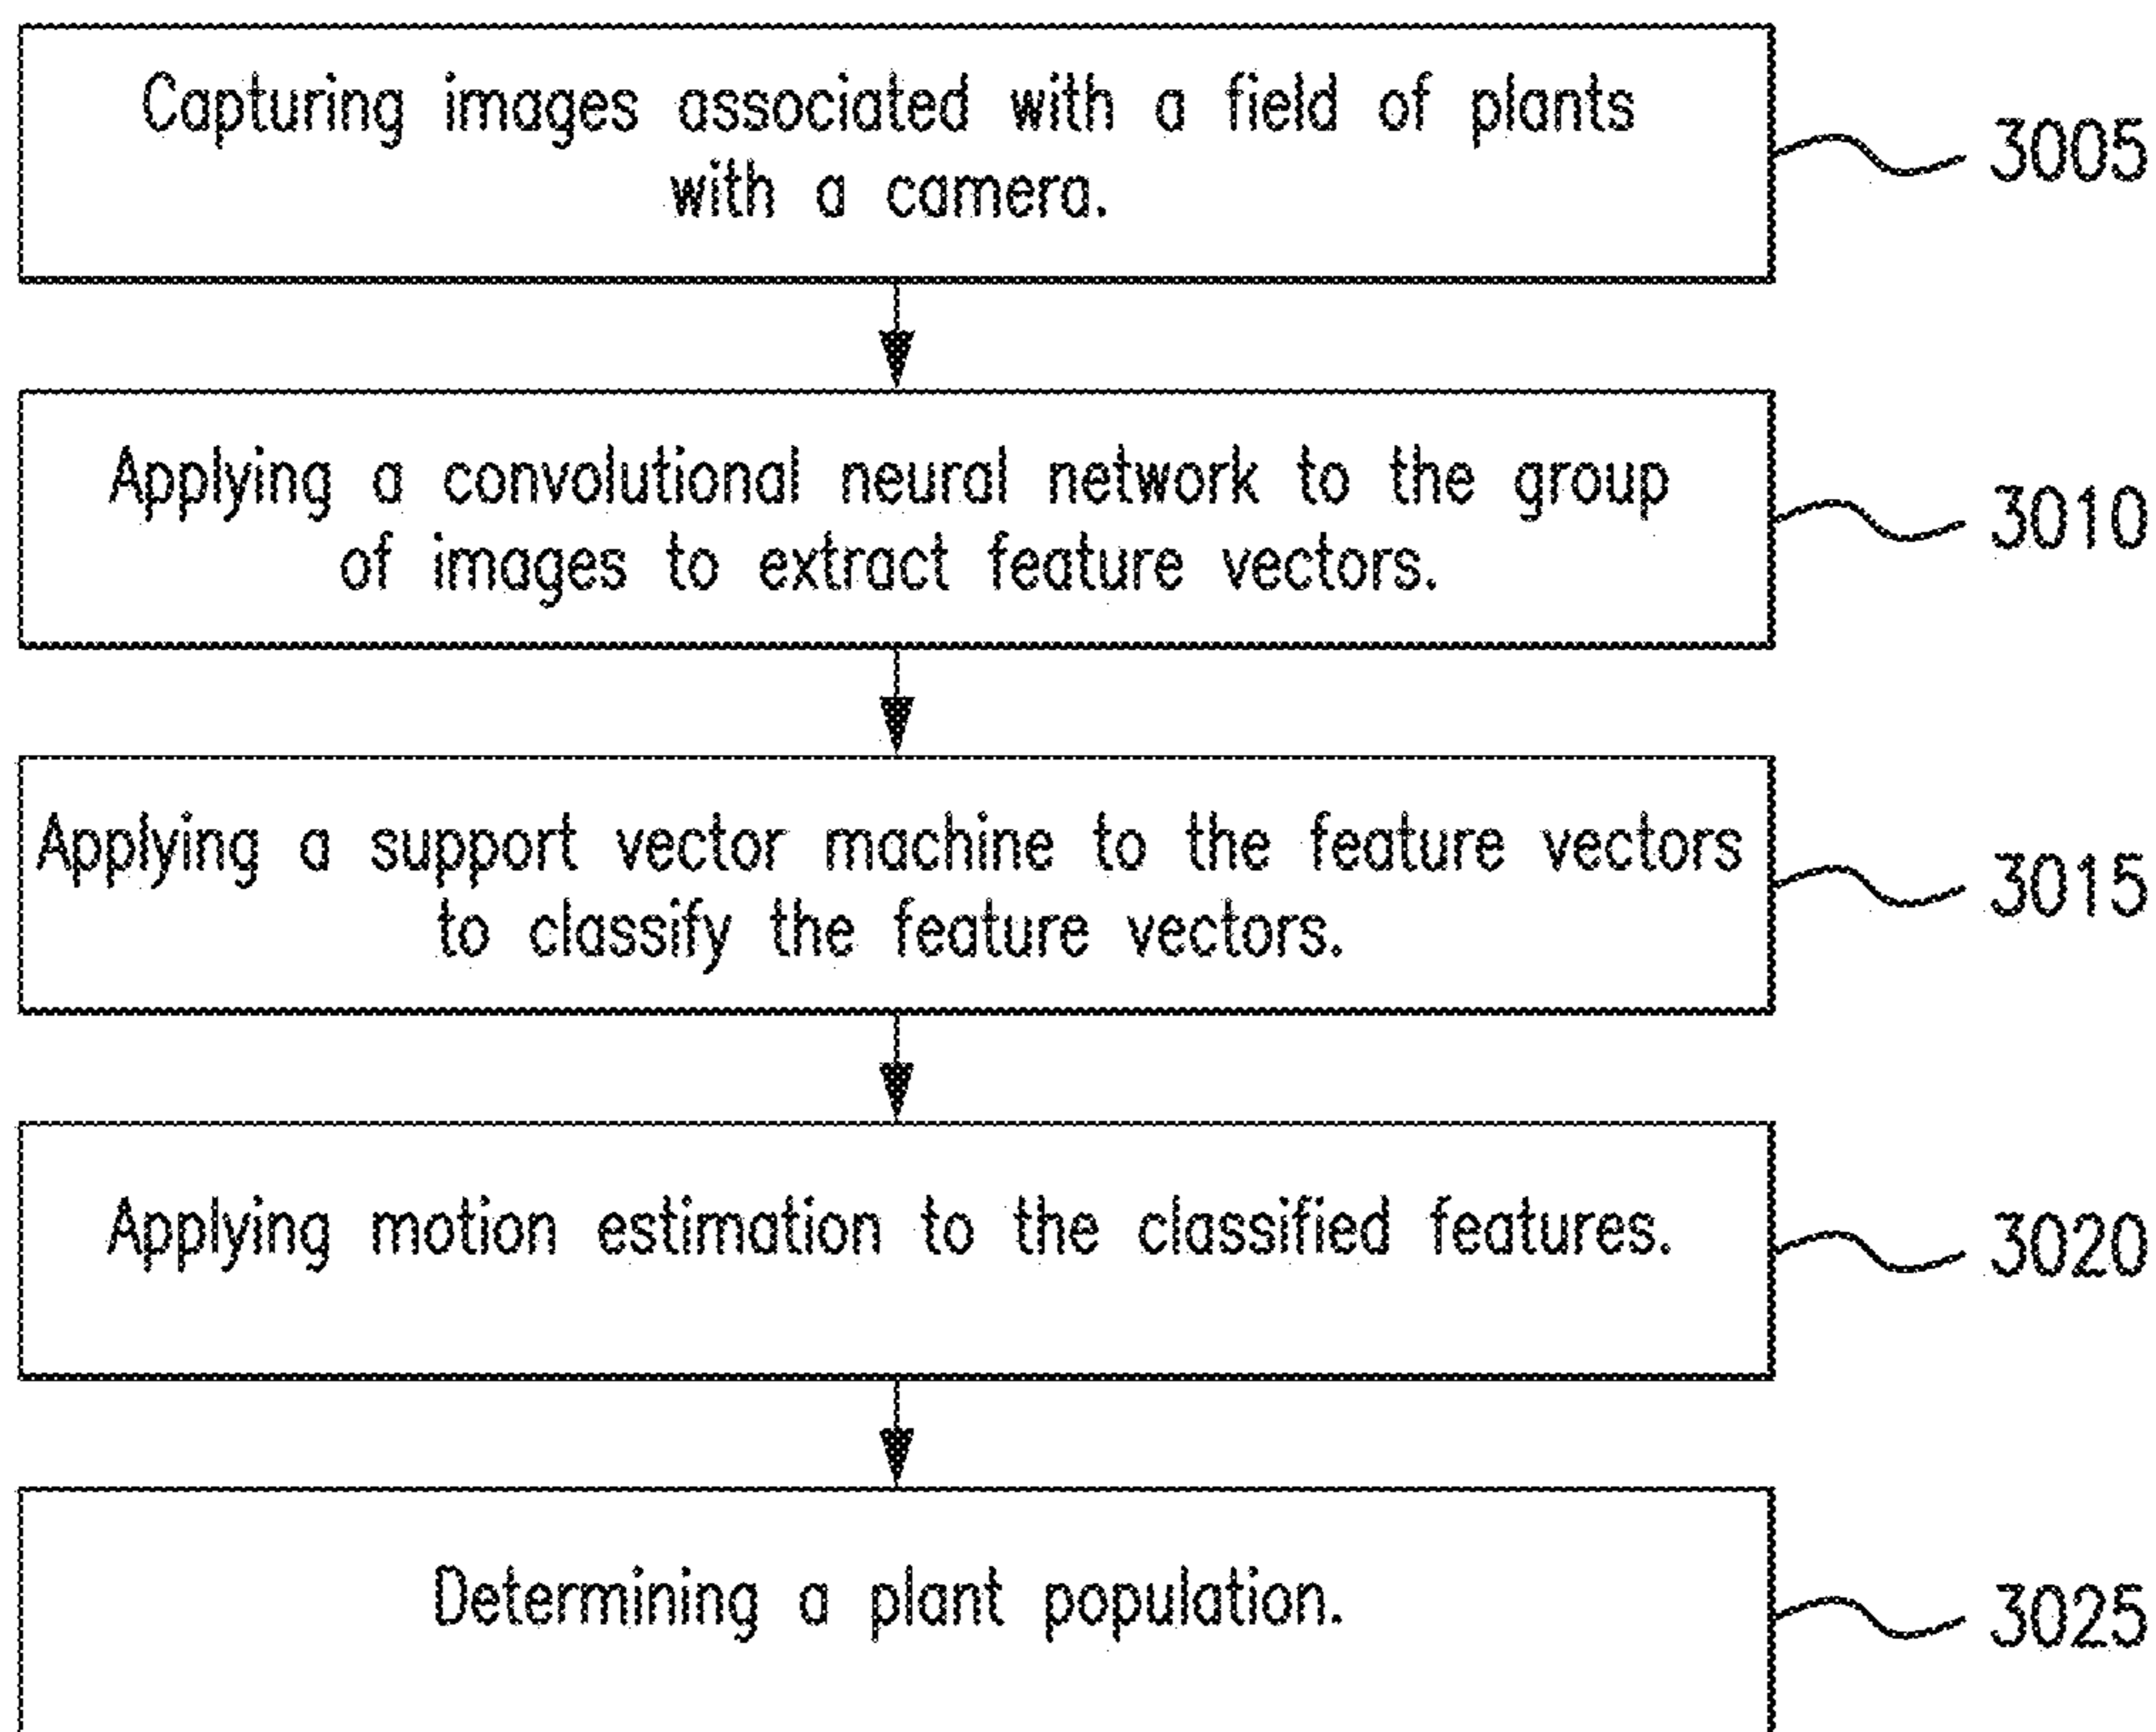 Capturing images associated with a field of plants
with a camera.
3005
Applying a convolutional neural network to the group
of images to extract feature vectors.
3010
Applying a support vector machine to the feature vectors
to classify the feature vectors.
3015
Applying motion estimation to the classified features.
3020
Determining a plant population.
3025